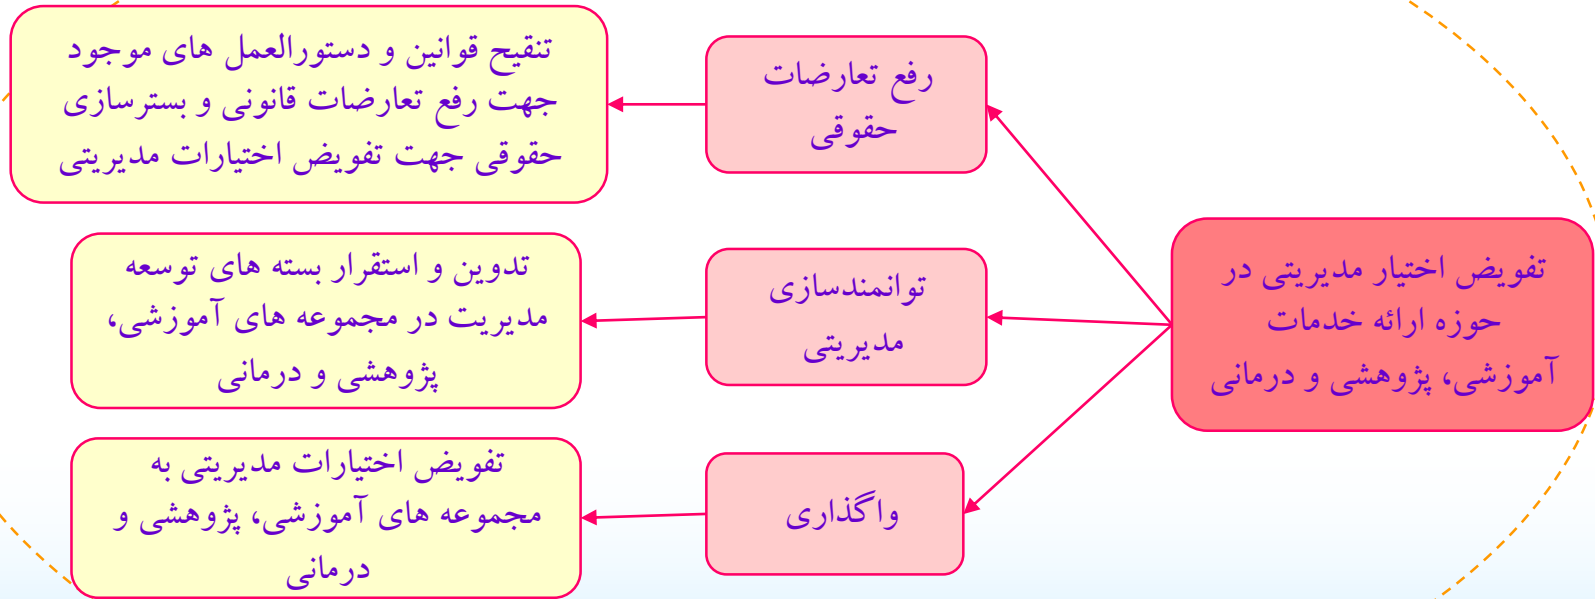 تفویض اختیار مدیریتی در
حوزه ارائه خدمات
آموزشی، پژوهشی و درمانی
رفع تعارضات
حقوقی
تنقیح قوانین و دستورالعمل های موجود
جهت رفع تعارضات قانونی و بسترسازی
حقوقی جهت تفویض اختیارات مدیریتی
توانمندسازی
مدیریتی
تدوین و استقرار بسته های توسعه
مدیریت در مجموعه های آموزشی،
پژوهشی و درمانی
واگذاری
تفویض اختیارات مدیریتی به
مجموعه های آموزشی، پژوهشی و
درمانی